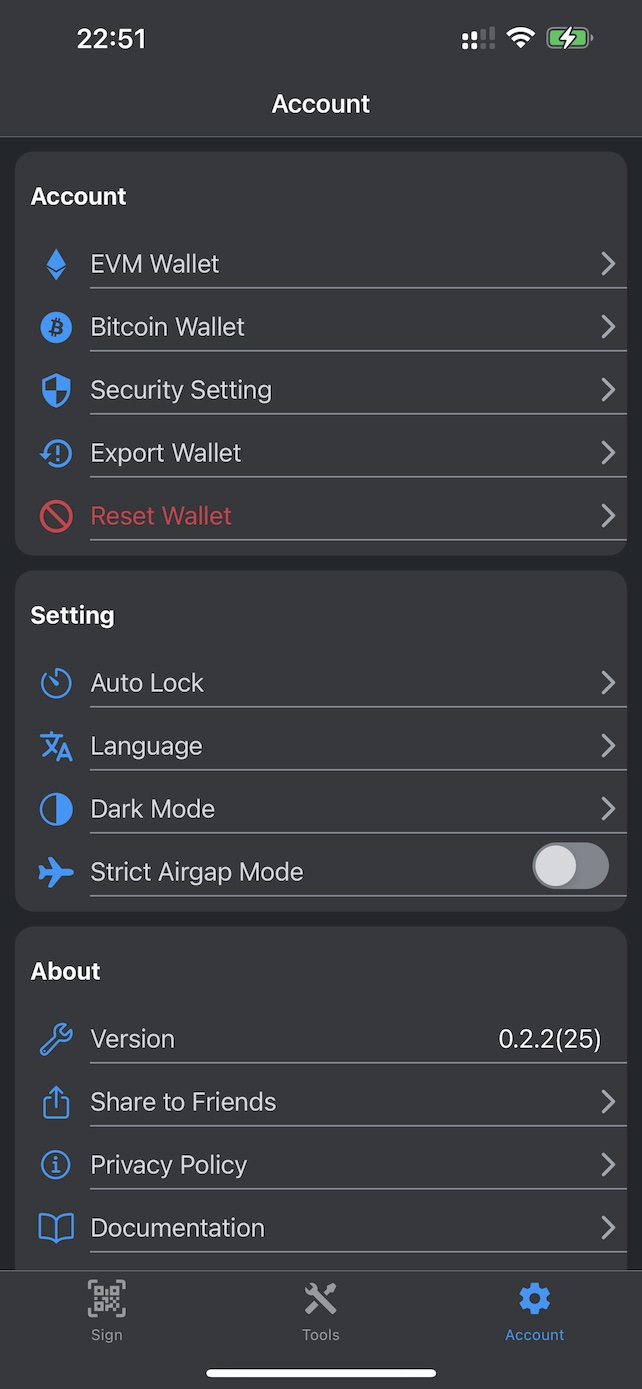 22:51
Account
Account
EVM Wallet
Bitcoin Wallet
Security Setting
Export Wallet
Reset Wallet
Setting
Auto Lock
Language
Dark Mode
Strict Airgap Mode
About
Version 0.2.2(25)
Share to Friends
Privacy Policy
Documentation
Sign Tools Account